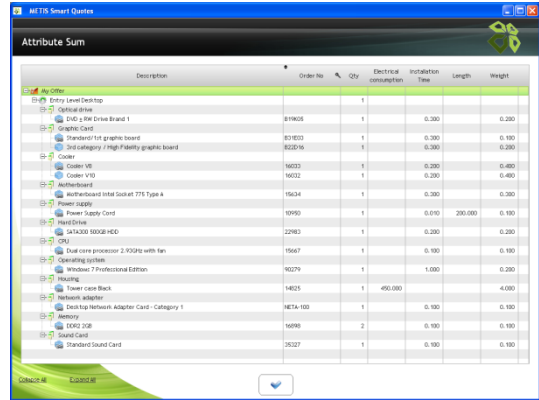 METIS Smart Quotes
Attribute Sum
Description Order No Qty Electrical consumption Installation Time Length Weight
My Offer
Entry Level Desktop 1
Optical drive
DVD ± RW Drive Brand 1 B19K05 1 0.300 0.200
Graphic Card
Standard/1st graphic board B31E03 1 0.300 0.100
3rd category / High Fidelity graphic board B22D16 1 0.300 0.200
Cooler
Cooler V8 16033 1 0.200 0.400
Cooler V10 16032 1 0.200 0.400
Motherboard
Motherboard Intel Socket 775 Type A 15634 1 0.300 0.300
Power supply
Power Supply Cord 10950 1 0.010 200.000 0.100
Hard Drive
SATA300 500GB HDD 22983 1 0.200 0.200
CPU
Dual core processor 2.93GHz with fan 15667 1 0.100 0.100
Operating system
Windows 7 Professional Edition 90279 1 1.000 0.200
Housing
Tower case Black 14825 1 450.000 4.000
Network adapter
Desktop Network Adapter Card - Category 1 NETA-100 1 0.100 0.100
Memory
DDR2 2GB 16898 2 0.100 0.100
Sound Card
Standard Sound Card 35327 1 0.100 0.100
Collapse All Expand All